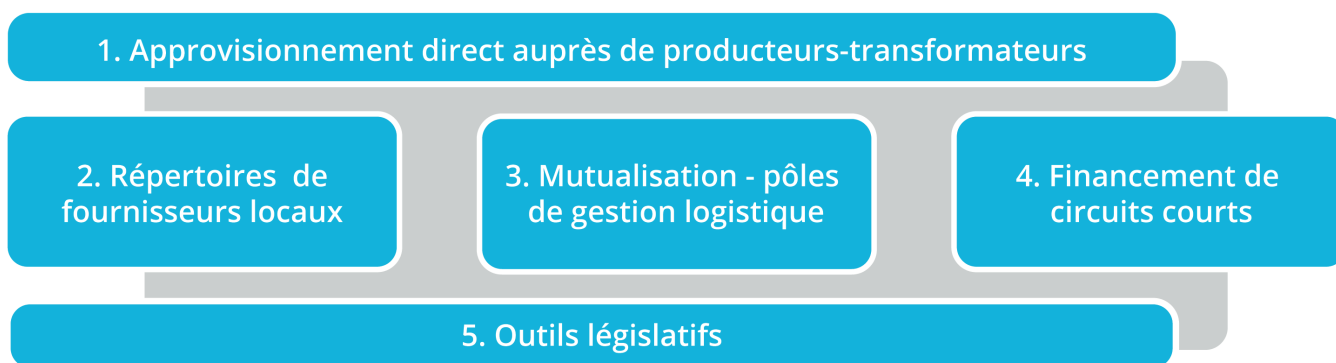 1. Approvisionnement direct auprès de producteurs-transformateurs
2. Répertoires de
fournisseurs locaux
3. Mutualisation - pôles
de gestion logistique
4. Financement de
circuits courts
5. Outils législatifs